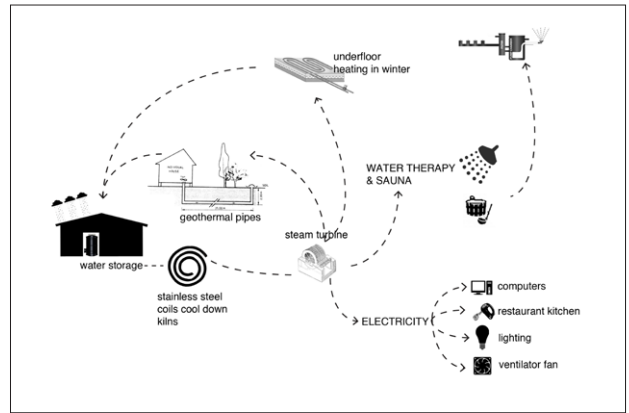 underfloor
heating in winter
WATER THERAPY
& SAUNA
geothermal pipes
steam turbine
water storage
stainless steel
coils cool down
kilns
ELECTRICITY
computers
restaurant kitchen
lighting
ventilator fan